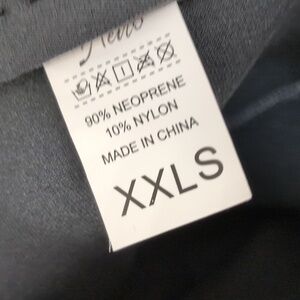 90% NEOPRENE
10% NYLON
MADE IN CHINA
XXLS